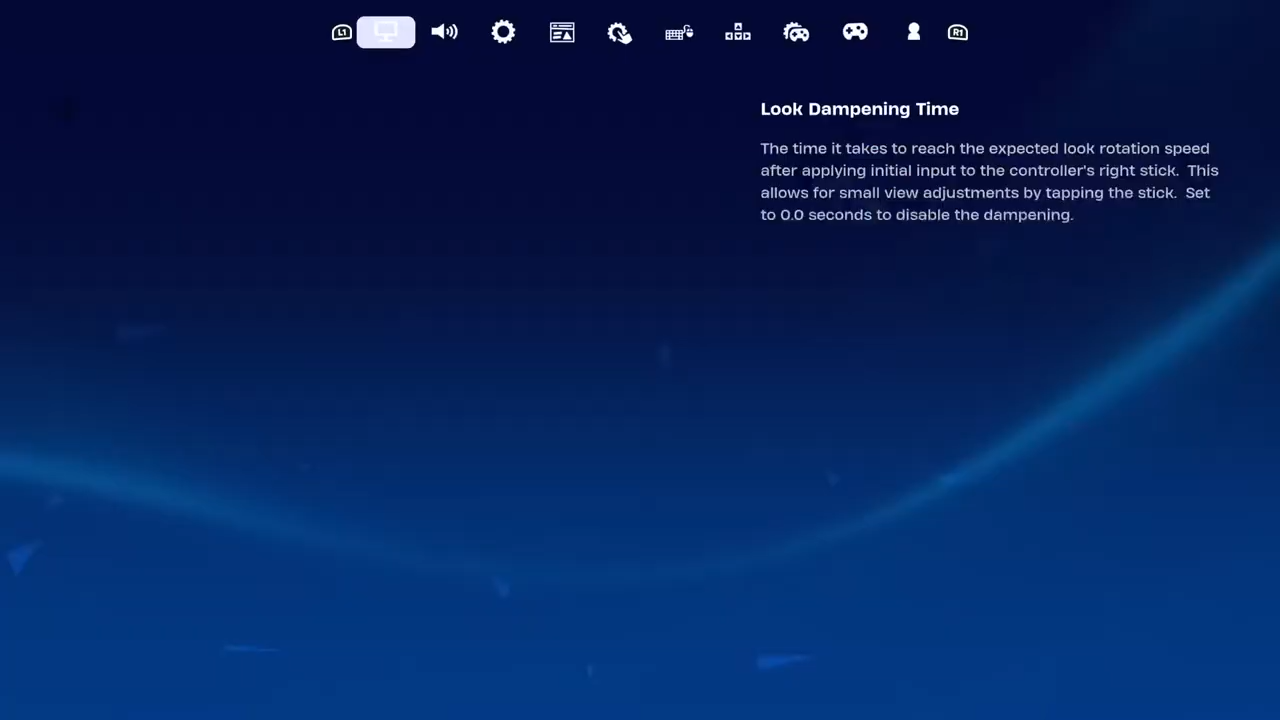 L1
R1
Look Dampening Time
The time it takes to reach the expected look rotation speed
after applying initial input to the controller's right stick.  This
allows for small view adjustments by tapping the stick.  Set
to 0.0 seconds to disable the dampening.